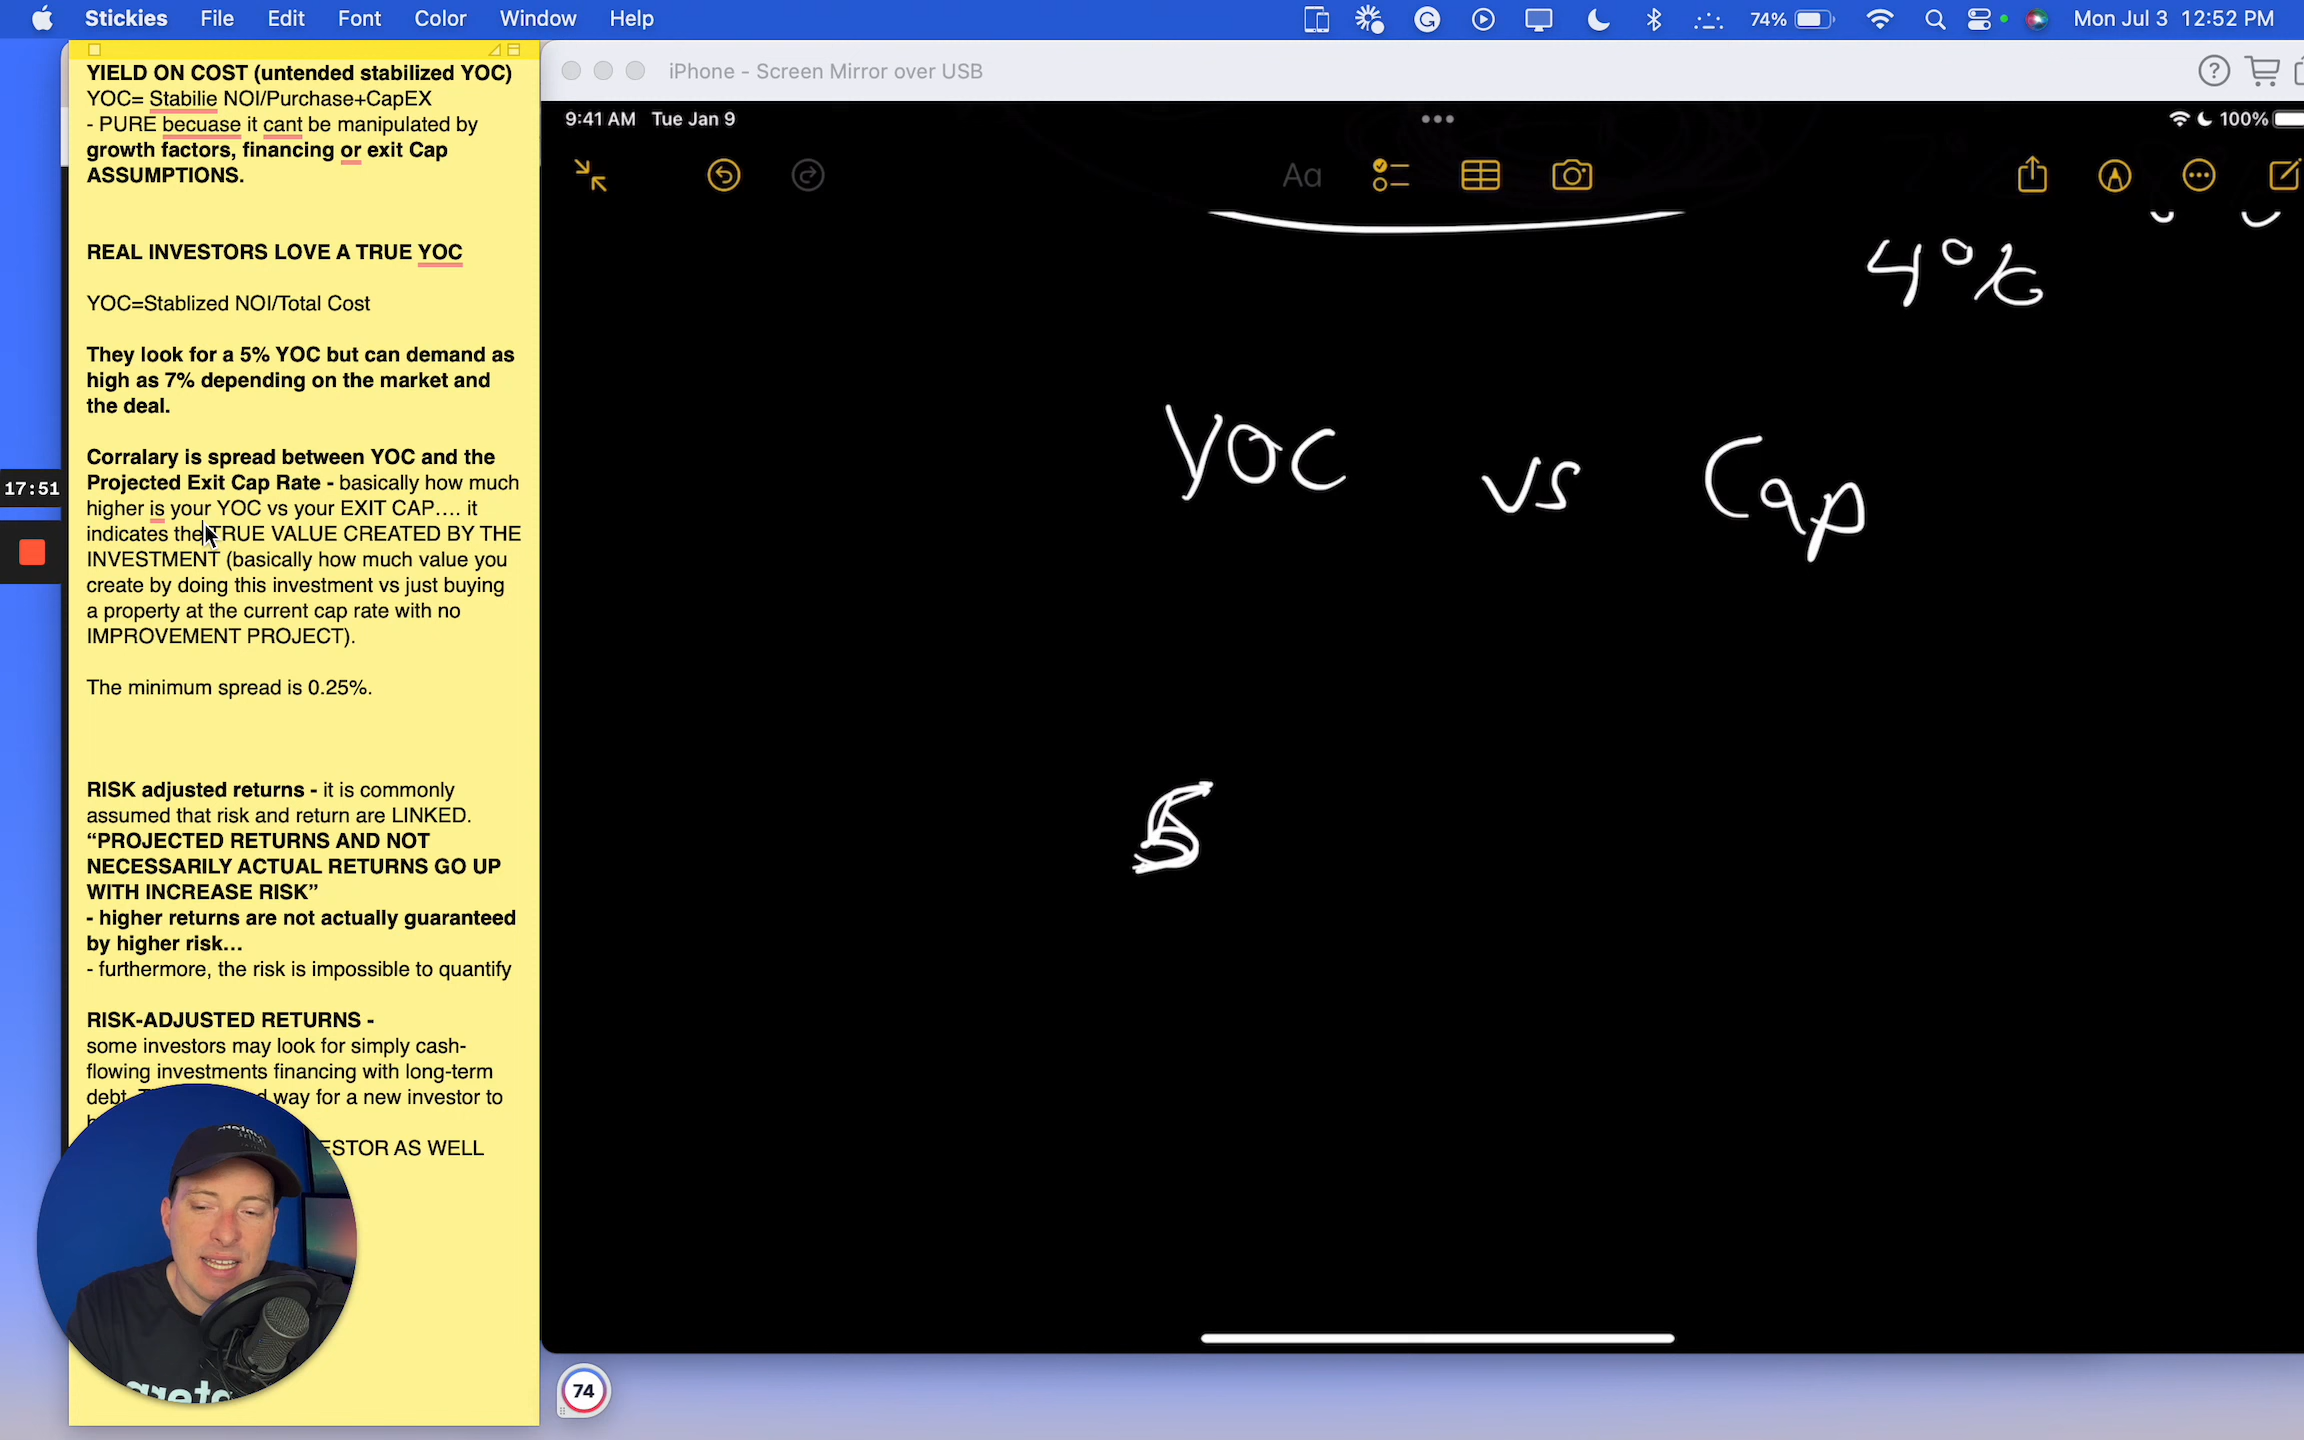 Stickies File Edit Font Color Window Help 74% Mon Jul 3 12:52 PM
YIELD ON COST (untended stabilized YOC)
YOC= Stabilie NOI/Purchase+CapEX
- PURE becuase it cant be manipulated by
growth factors, financing or exit Cap
ASSUMPTIONS.
REAL INVESTORS LOVE A TRUE YOC
YOC=Stablized NOI/Total Cost
They look for a 5% YOC but can demand as
high as 7% depending on the market and
the deal.
Corralary is spread between YOC and the
Projected Exit Cap Rate - basically how much
higher is your YOC vs your EXIT CAP.... it
indicates the TRUE VALUE CREATED BY THE
INVESTMENT (basically how much value you
create by doing this investment vs just buying
a property at the current cap rate with no
IMPROVEMENT PROJECT).
The minimum spread is 0.25%.
RISK adjusted returns - it is commonly
assumed that risk and return are LINKED.
“PROJECTED RETURNS AND NOT
NECESSARILY ACTUAL RETURNS GO UP
WITH INCREASE RISK”
- higher returns are not actually guaranteed
by higher risk...
- furthermore, the risk is impossible to quantify
RISK-ADJUSTED RETURNS -
some investors may look for simply cash-
flowing investments financing with long-term
debt. way for a new investor to
ESTOR AS WELL
17:51
iPhone - Screen Mirror over USB
9:41 AM Tue Jan 9 100%
Aa
4%
YOC vs Cap
5
74